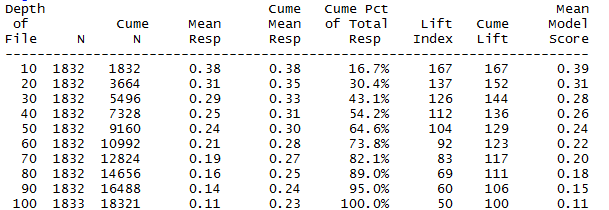 Depth Cume Cume Pct Mean
of Cume Mean Mean of Total Lift Cume Model
File N N Resp Resp Resp Index Lift Score
10 1832 1832 0.38 0.38 16.7% 167 167 0.39
20 1832 3664 0.31 0.35 30.4% 137 152 0.31
30 1832 5496 0.29 0.33 43.1% 126 144 0.28
40 1832 7328 0.25 0.31 54.2% 112 136 0.26
50 1832 9160 0.24 0.30 64.6% 104 129 0.24
60 1832 10992 0.21 0.28 73.8% 92 123 0.22
70 1832 12824 0.19 0.27 82.1% 83 117 0.20
80 1832 14656 0.16 0.25 89.0% 69 111 0.18
90 1832 16488 0.14 0.24 95.0% 60 106 0.15
100 1833 18321 0.11 0.23 100.0% 50 100 0.11